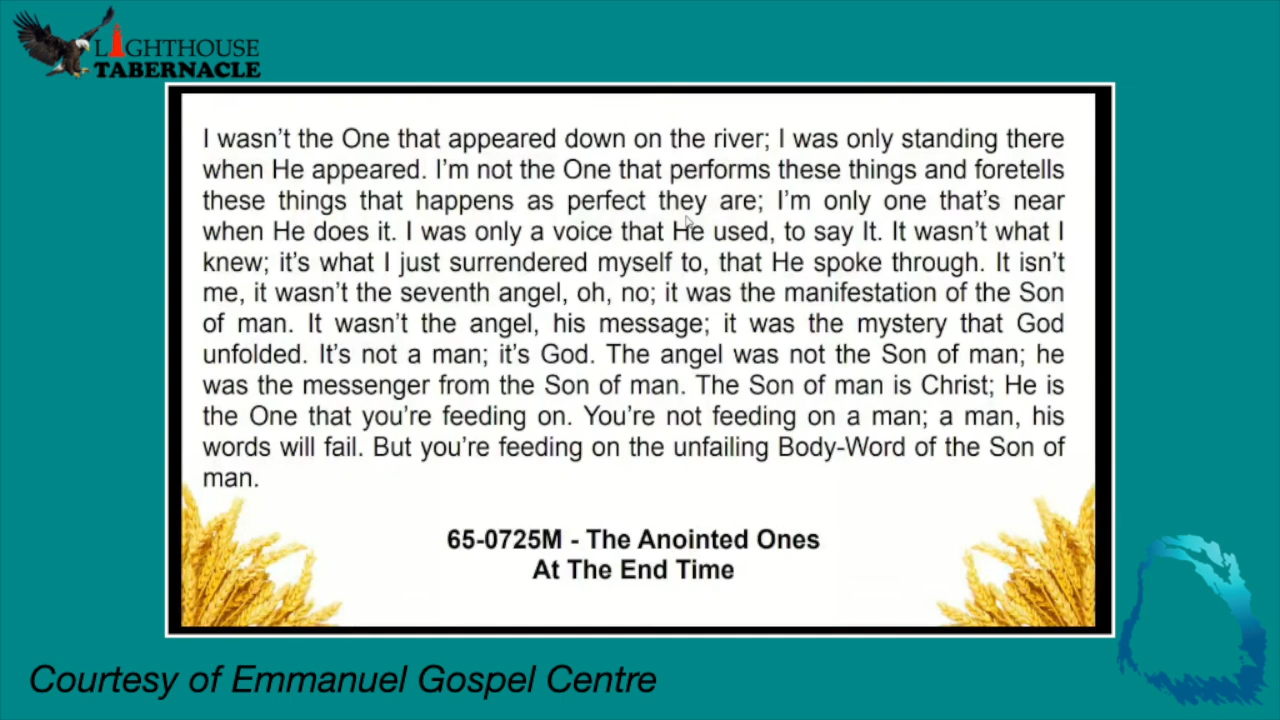 LIGHTHOUSE
TABERNACLE
I wasn't the One that appeared down on the river; I was only standing there
when He appeared. I'm not the One that performs these things and foretells
these things that happens as perfect they are; I'm only one that's near
when He does it. I was only a voice that He used, to say It. It wasn't what I
knew; it's what I just surrendered myself to, that He spoke through. It isn't
me, it wasn't the seventh angel, oh, no; it was the manifestation of the Son
of man. It wasn't the angel, his message; it was the mystery that God
unfolded. It's not a man; it's God. The angel was not the Son of man; he
was the messenger from the Son of man. The Son of man is Christ; He is
the One that you're feeding on. You're not feeding on a man; a man, his
words will fail. But you're feeding on the unfailing Body-Word of the Son of
man.
65-0725M - The Anointed Ones
At The End Time
Courtesy of Emmanuel Gospel Centre